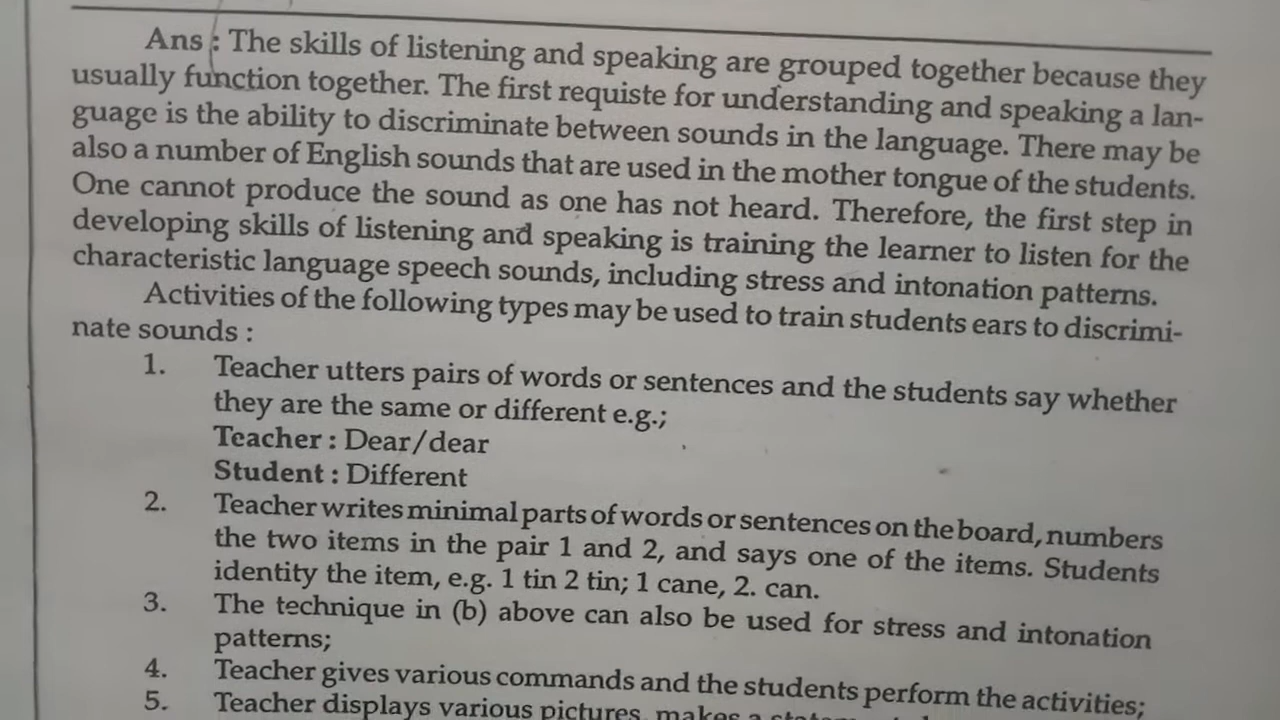 Ans : The skills of listening and speaking are grouped together because they
usually function together. The first requiste for understanding and speaking a lan-
guage is the ability to discriminate between sounds in the language. There may be
also a number of English sounds that are used in the mother tongue of the students.
One cannot produce the sound as one has not heard. Therefore, the first step in
developing skills of listening and speaking is training the learner to listen for the
characteristic language speech sounds, including stress and intonation patterns.
Activities of the following types may be used to train students ears to discrimi-
nate sounds :
1. Teacher utters pairs of words or sentences and the students say whether
they are the same or different e.g.;
Teacher : Dear/dear
Student : Different
2. Teacher writes minimal parts of words or sentences on the board, numbers
the two items in the pair 1 and 2, and says one of the items. Students
identity the item, e.g. 1 tin 2 tin; 1 cane, 2. can.
3. The technique in (b) above can also be used for stress and intonation
patterns;
4. Teacher gives various commands and the students perform the activities;
5. Teacher displays various pictures, makes a